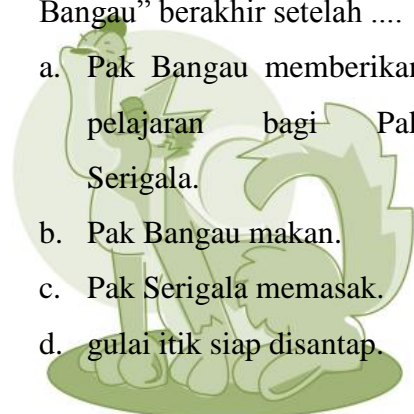 Bangau” berakhir setelah ....
a. Pak Bangau memberikan
pelajaran bagi Pak
Serigala.
b. Pak Bangau makan.
c. Pak Serigala memasak.
d. gulai itik siap disantap.